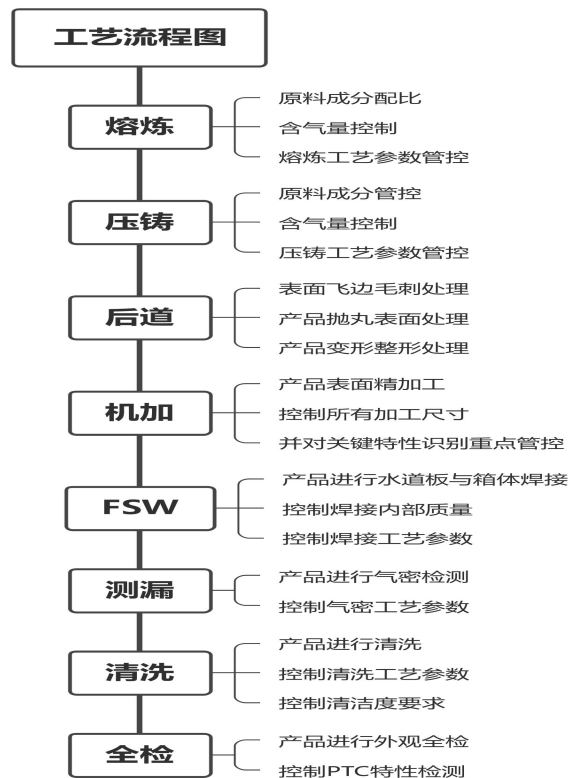 工艺流程图
熔炼
原料成分配比
含气量控制
熔炼工艺参数管控
压铸
原料成分管控
含气量控制
压铸工艺参数管控
后道
表面飞边毛刺处理
产品抛丸表面处理
产品变形整形处理
机加
产品表面精加工
控制所有加工尺寸
并对关键特性识别重点管控
FSW
产品进行水道板与箱体焊接
控制焊接内部质量
控制焊接工艺参数
测漏
产品进行气密检测
控制气密工艺参数
清洗
产品进行清洗
控制清洗工艺参数
控制清洁度要求
全检
产品进行外观全检
控制PTC特性检测